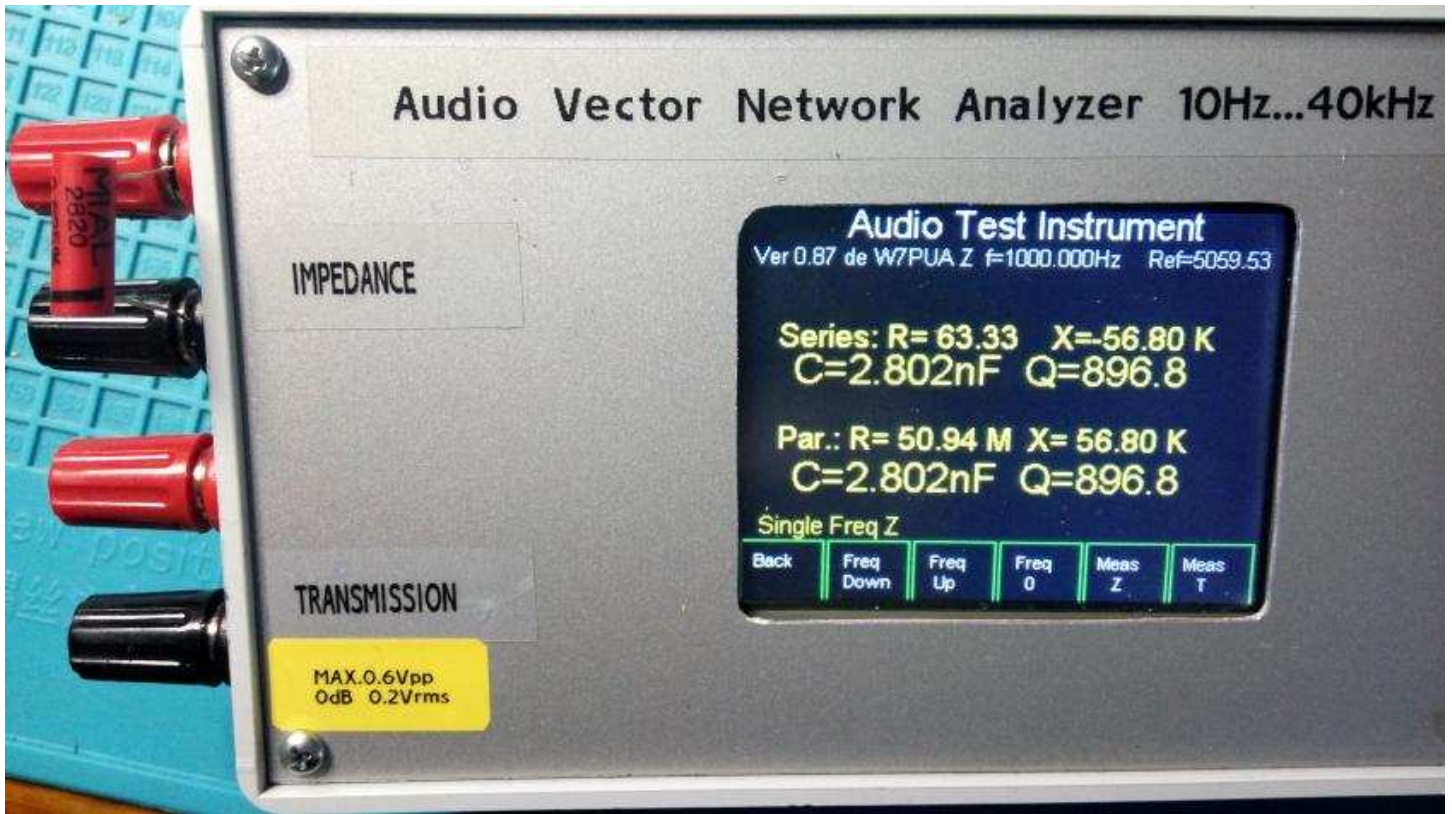 Audio Vector Network Analyzer 10Hz...40kHz
MIAL
2820
IMPEDANCE
TRANSMISSION
MAX.0.6Vpp
0dB 0.2Vrms
Audio Test Instrument
Ver 0.87 de W7PUA Z f=1000.000Hz Ref=5059.53
Series: R= 63.33 X=-56.80 K
C=2.802nF Q=896.8
Par.: R= 50.94 M X= 56.80 K
C=2.802nF Q=896.8
Single Freq Z
Back Freq Down Freq Up Freq 0 Meas Z Meas T